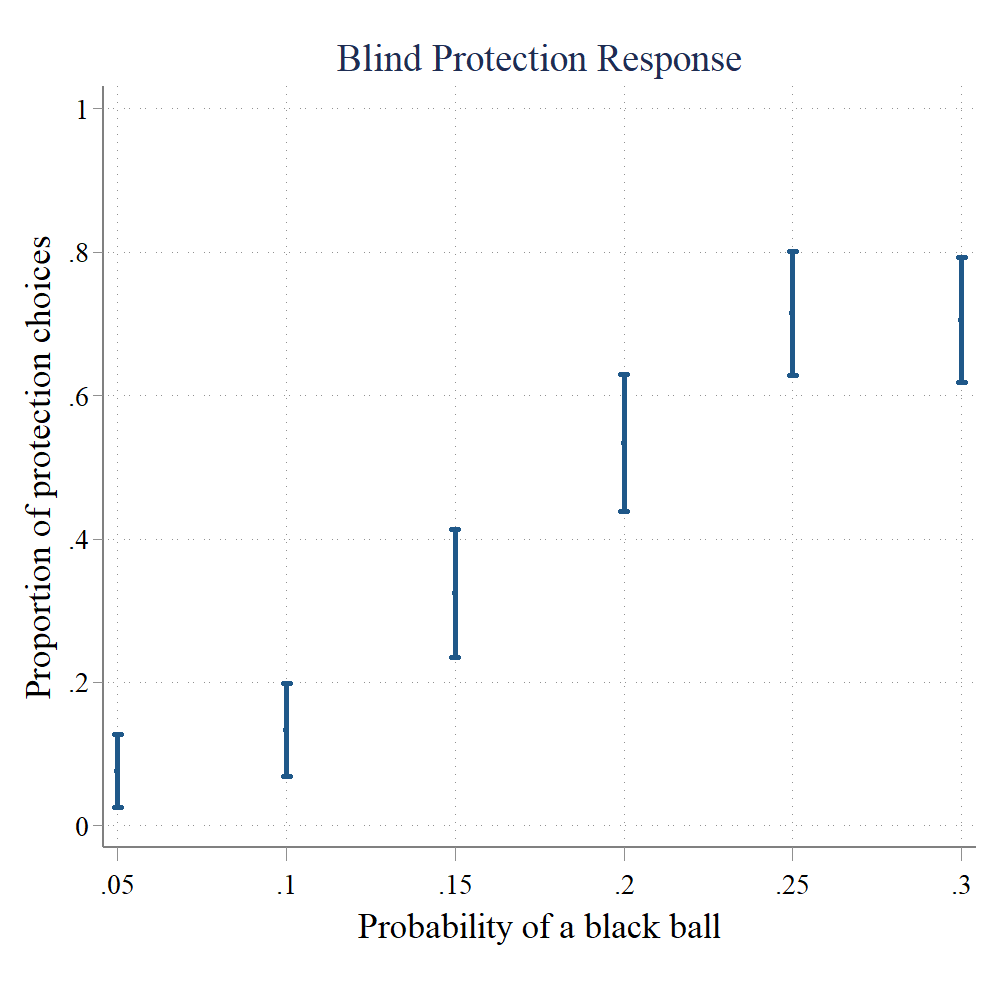 Blind Protection Response
1
.8
.6
.4
.2
0
Proportion of protection choices
.05 .1 .15 .2 .25 .3
Probability of a black ball